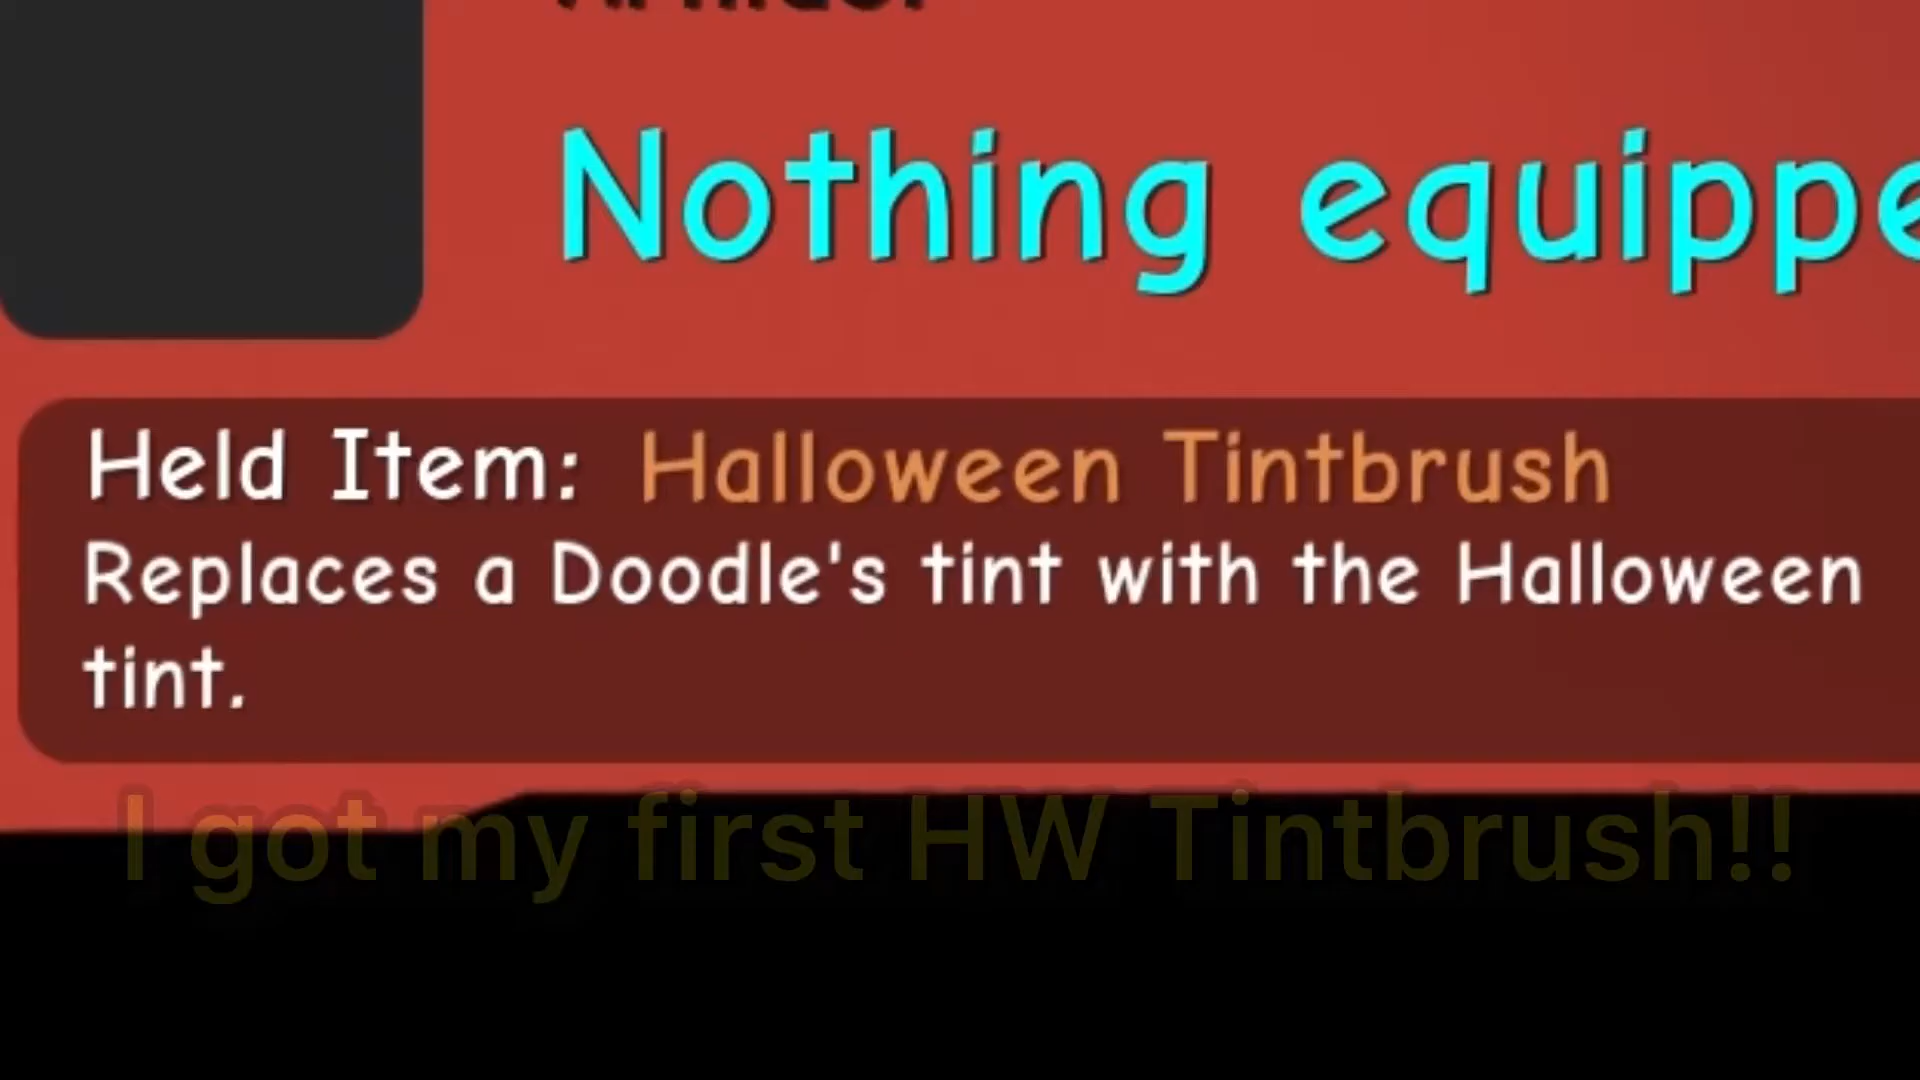 Nothing equippe
Held Item: Halloween Tintbrush
Replaces a Doodle's tint with the Halloween
tint.
I got my first HW Tintbrush!!